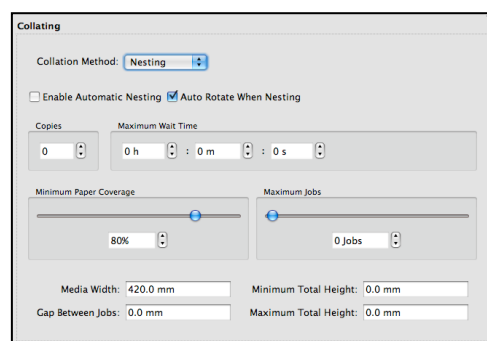 Collating
Collation Method: Nesting
Enable Automatic Nesting Auto Rotate When Nesting
Copies Maximum Wait Time
0 0 h : 0 m : 0 s
Minimum Paper Coverage Maximum Jobs
80% 0 Jobs
Media Width: 420.0 mm Minimum Total Height: 0.0 mm
Gap Between Jobs: 0.0 mm Maximum Total Height: 0.0 mm